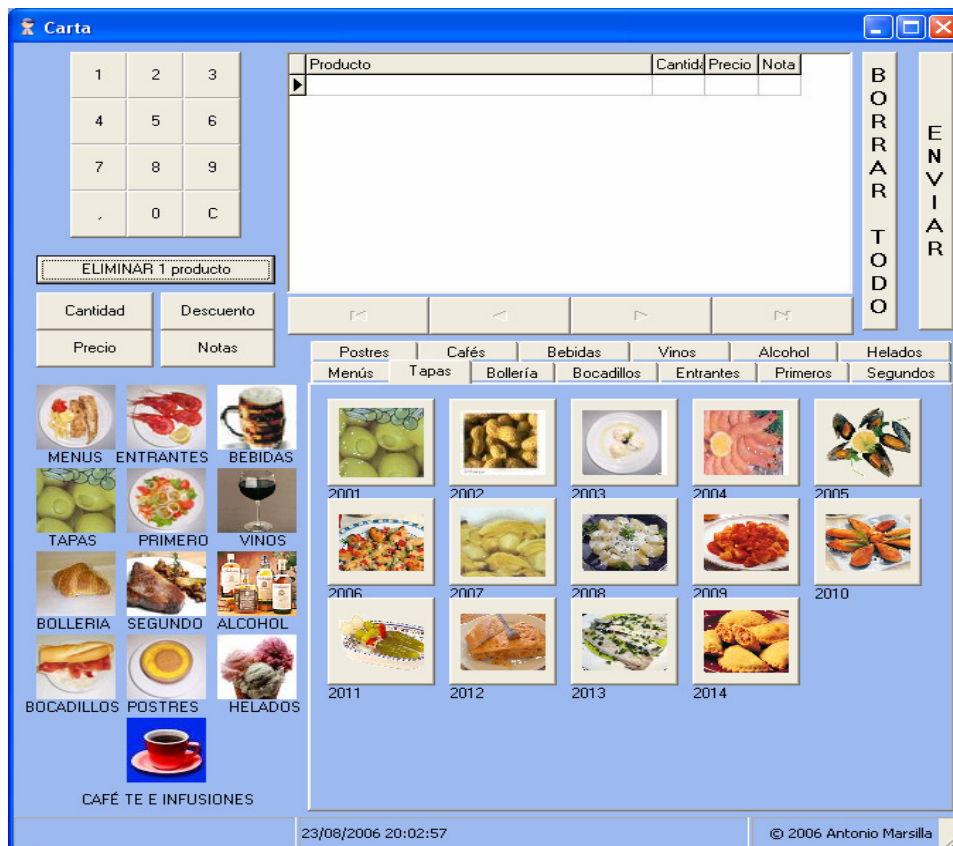 Carta
1 2 3
4 5 6
7 8 9
, 0 C
ELIMINAR 1 producto
Cantidad Descuento
Precio Notas
Producto Cantida Precio Nota
BORRAR TODO
ENVIAR
Postres Cafés Bebidas Vinos Alcohol Helados
Menús Tapas Bollería Bocadillos Entrantes Primeros Segundos
MENUS ENTRANTES BEBIDAS
TAPAS PRIMERO VINOS
BOLLERIA SEGUNDO ALCOHOL
BOCADILLOS POSTRES HELADOS
CAFÉ TE E INFUSIONES
2001 2002 2003 2004 2005
2006 2007 2008 2009 2010
2011 2012 2013 2014
23/08/2006 20:02:57
© 2006 Antonio Marsilla